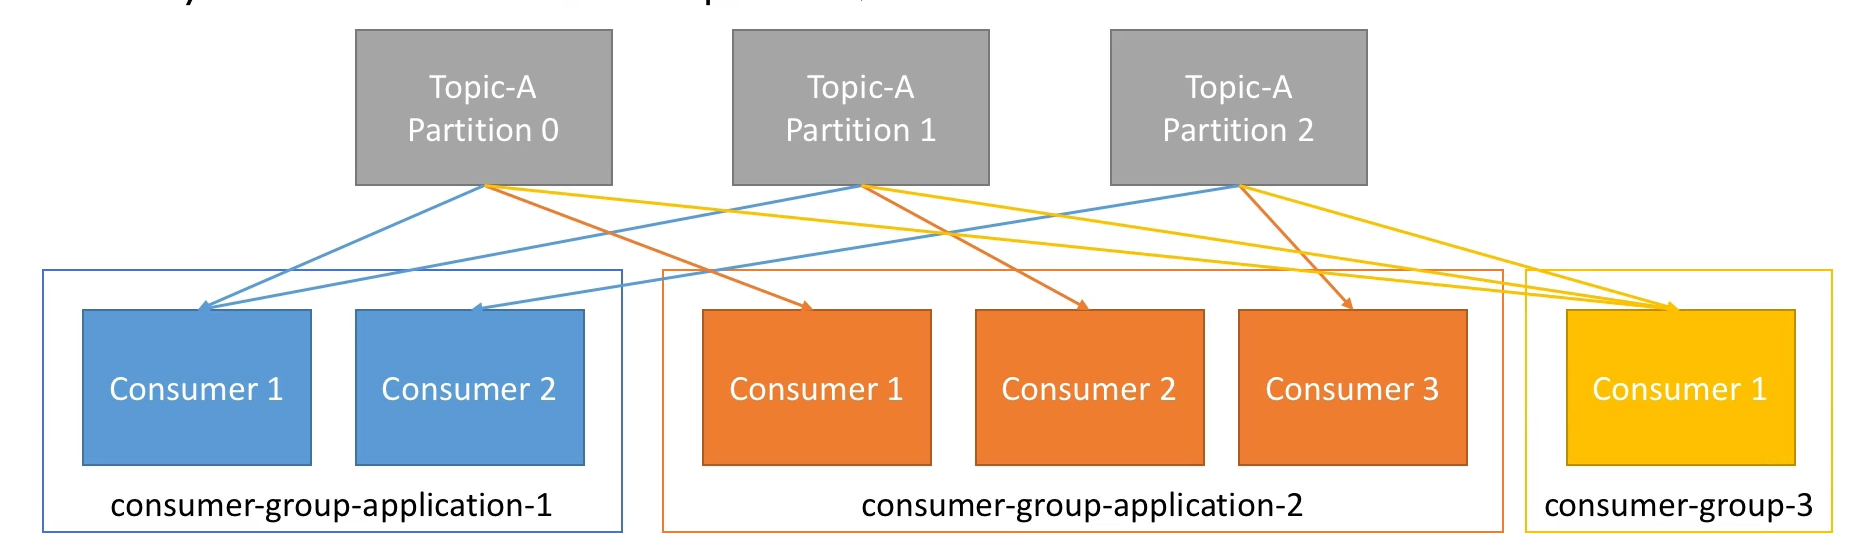 Topic-A
Partition 0
Topic-A
Partition 1
Topic-A
Partition 2
Consumer 1
Consumer 2
Consumer 1
Consumer 2
Consumer 3
Consumer 1
consumer-group-application-1
consumer-group-application-2
consumer-group-3